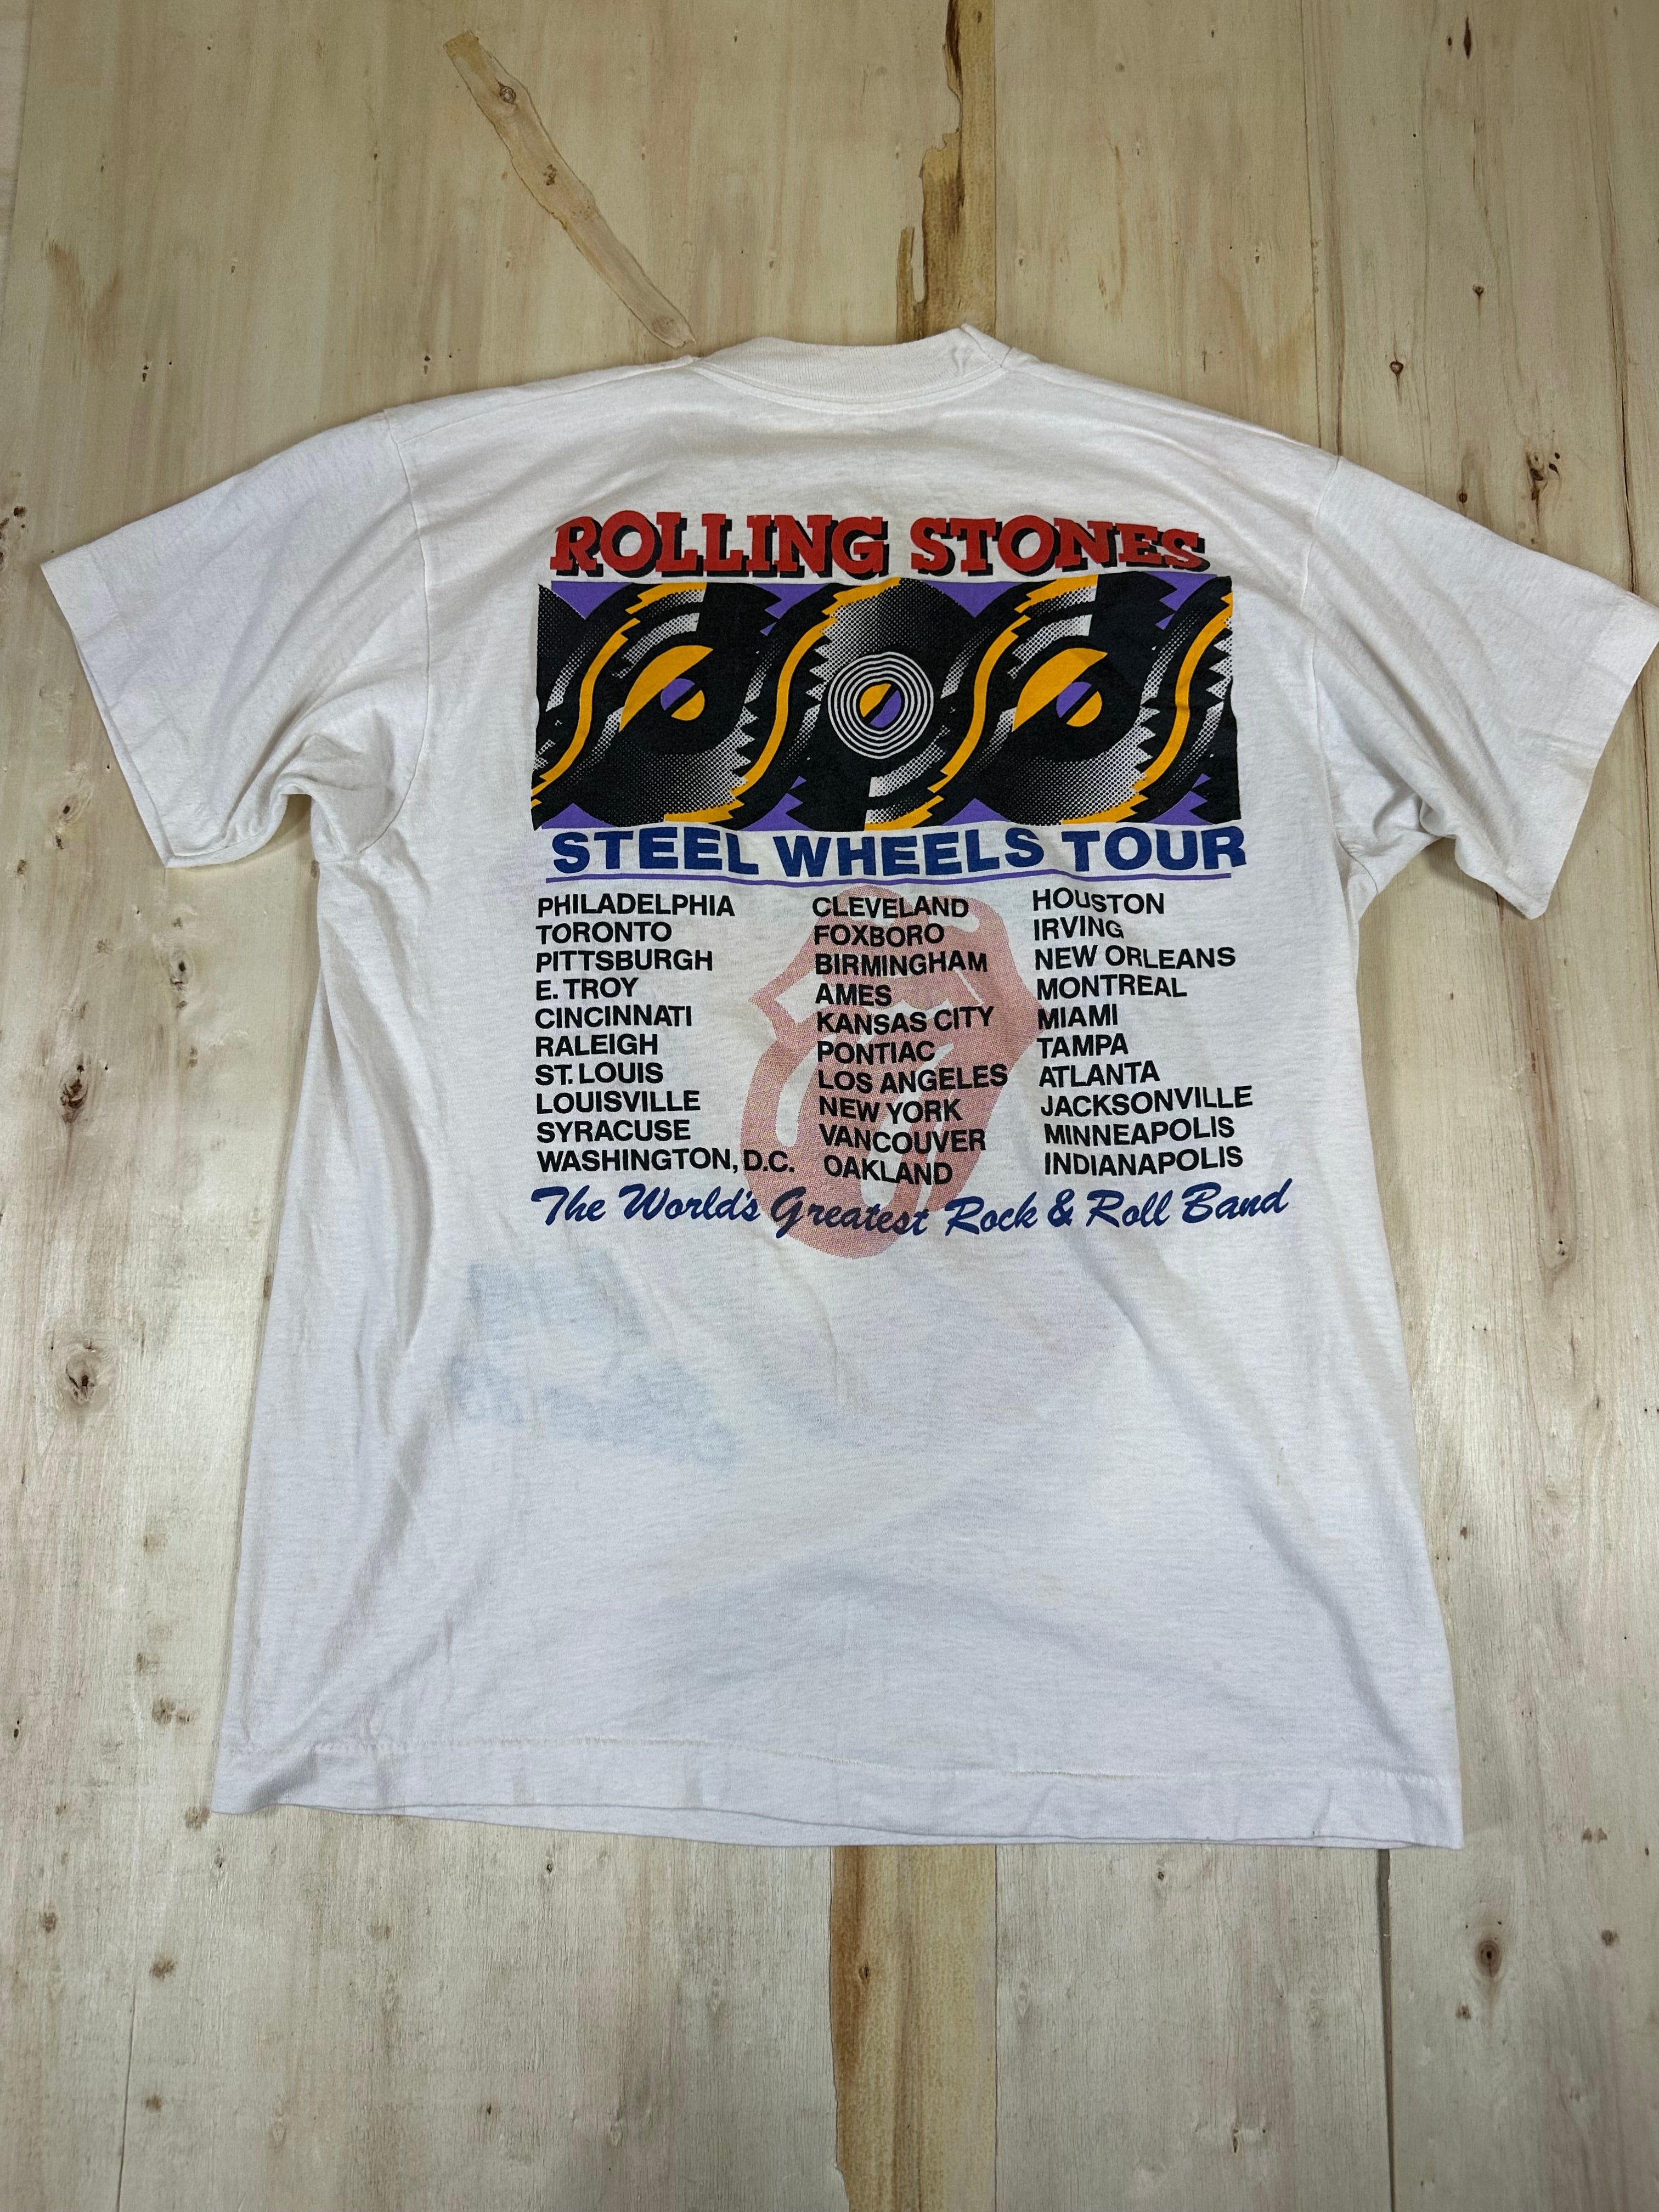 ROLLING STONES
STEEL WHEELS TOUR
PHILADELPHIA
TORONTO
PITTSBURGH
E. TROY
CINCINNATI
RALEIGH
ST. LOUIS
LOUISVILLE
SYRACUSE
WASHINGTON, D.C.
CLEVELAND
FOXBORO
BIRMINGHAM
AMES
KANSAS CITY
PONTIAC
LOS ANGELES
NEW YORK
VANCOUVER
OAKLAND
HOUSTON
IRVING
NEW ORLEANS
MONTREAL
MIAMI
TAMPA
ATLANTA
JACKSONVILLE
MINNEAPOLIS
INDIANAPOLIS
The World's Greatest Rock & Roll Band